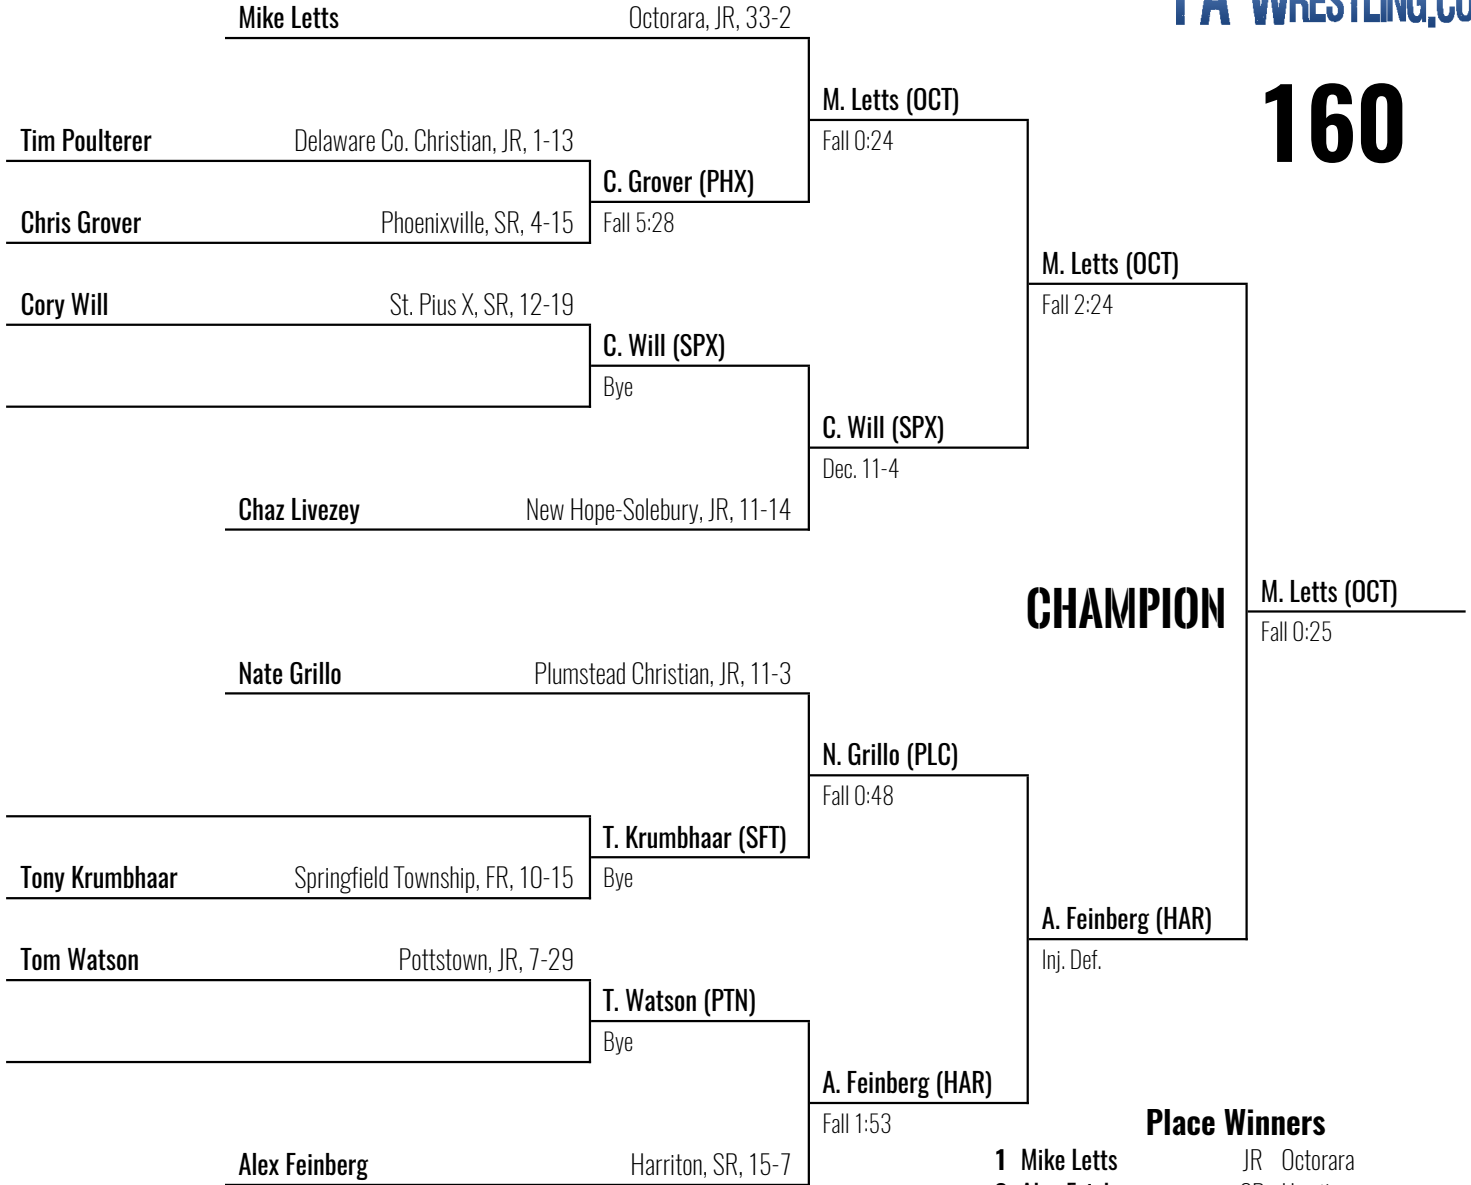 Mike Letts Octorara, JR, 33-2
160
M. Letts (OCT)
Fall 0:24
Tim Poulterer Delaware Co. Christian, JR, 1-13
C. Grover (PHX)
Fall 5:28
Chris Grover Phoenixville, SR, 4-15
M. Letts (OCT)
Fall 2:24
Cory Will St. Pius X, SR, 12-19
C. Will (SPX)
Bye
C. Will (SPX)
Dec. 11-4
Chaz Livezey New Hope-Solebury, JR, 11-14
CHAMPION
M. Letts (OCT)
Fall 0:25
Nate Grillo Plumstead Christian, JR, 11-3
N. Grillo (PLC)
Fall 0:48
T. Krumbhaar (SFT)
Bye
Tony Krumbhaar Springfield Township, FR, 10-15
A. Feinberg (HAR)
Inj. Def.
Tom Watson Pottstown, JR, 7-29
T. Watson (PTN)
Bye
A. Feinberg (HAR)
Fall 1:53
Alex Feinberg Harriton, SR, 15-7
Place Winners
1 Mike Letts JR Octorara